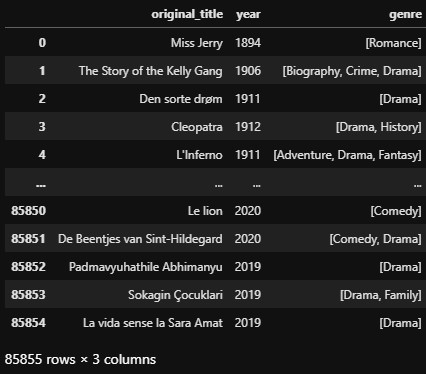 original_title year genre
0 Miss Jerry 1894 [Romance]
1 The Story of the Kelly Gang 1906 [Biography, Crime, Drama]
2 Den sorte drøm 1911 [Drama]
3 Cleopatra 1912 [Drama, History]
4 L'Inferno 1911 [Adventure, Drama, Fantasy]
... ... ... ...
85850 Le lion 2020 [Comedy]
85851 De Beentjes van Sint-Hildegard 2020 [Comedy, Drama]
85852 Padmavyuhathile Abhimanyu 2019 [Drama]
85853 Sokagin Çocuklari 2019 [Drama, Family]
85854 La vida sense la Sara Amat 2019 [Drama]
85855 rows × 3 columns